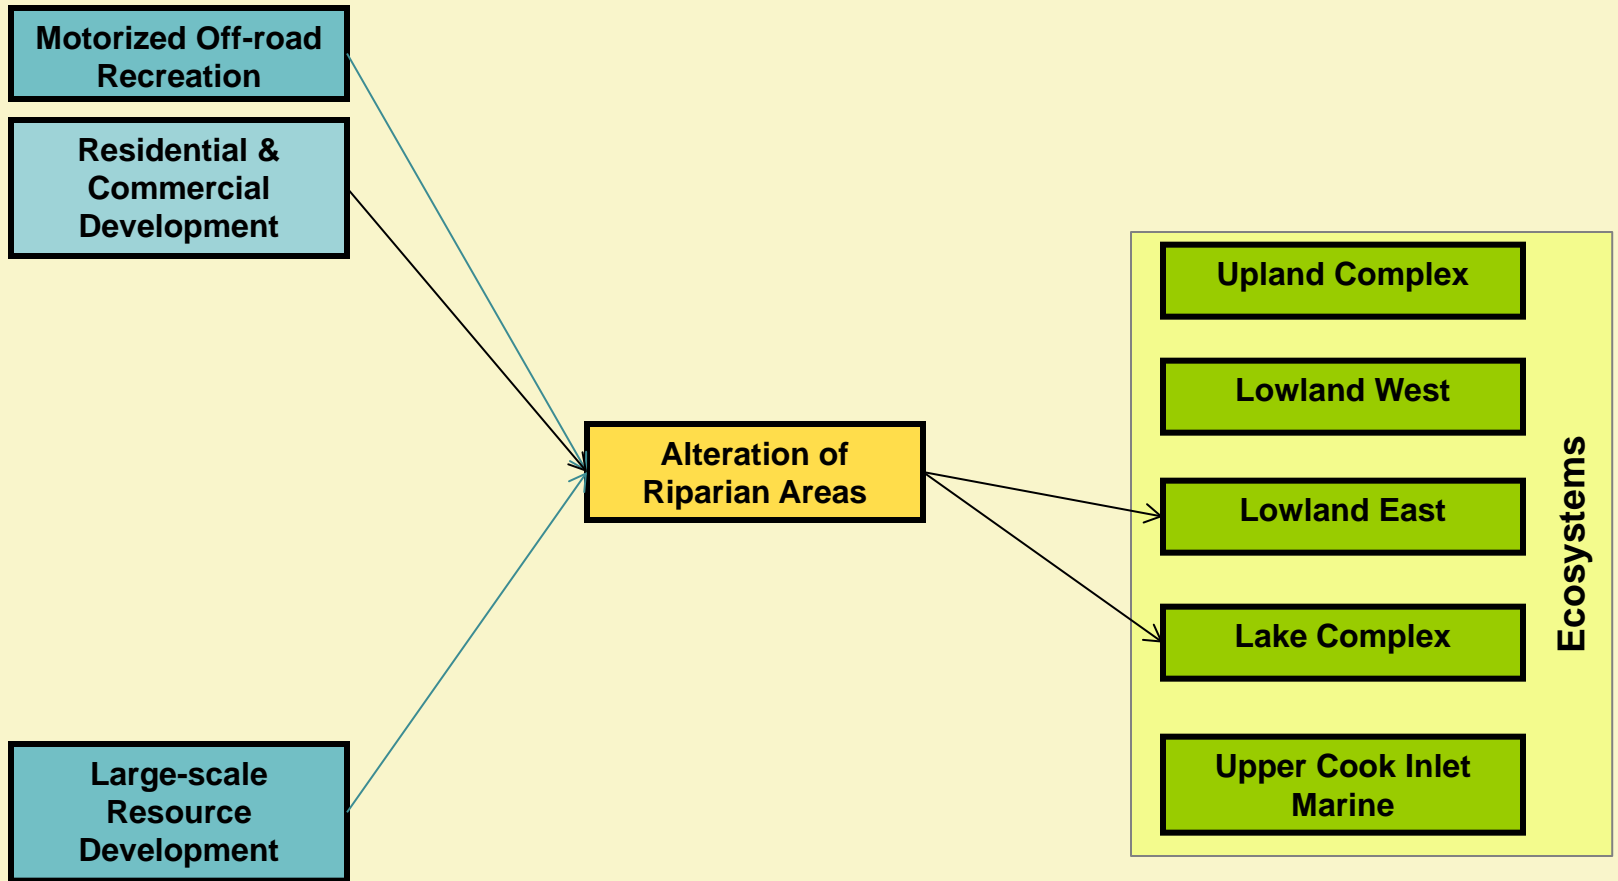 Motorized Off-road
Recreation
Residential &
Commercial
Development
Large-scale
Resource
Development
Alteration of
Riparian Areas
Upland Complex
Lowland West
Lowland East
Lake Complex
Upper Cook Inlet
Marine
Ecosystems